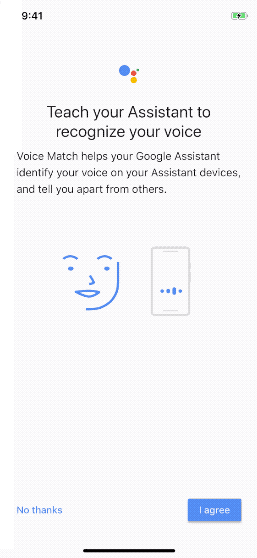 9:41
Teach your Assistant to
recognize your voice
Voice Match helps your Google Assistant
identify your voice on your Assistant devices,
and tell you apart from others.
No thanks
I agree